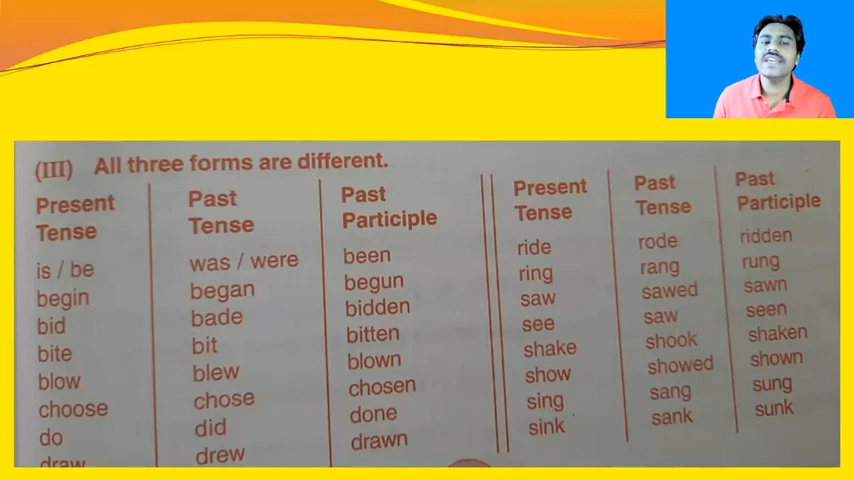 (III) All three forms are different.
Present Tense | Past Tense | Past Participle | Present Tense | Past Tense | Past Participle
is / be | was / were | been | ride | rode | ridden
begin | began | begun | ring | rang | rung
bid | bade | bidden | saw | sawed | sawn
bite | bit | bitten | see | saw | seen
blow | blew | blown | shake | shook | shaken
choose | chose | chosen | show | showed | shown
do | did | done | sing | sang | sung
draw | drew | drawn | sink | sank | sunk